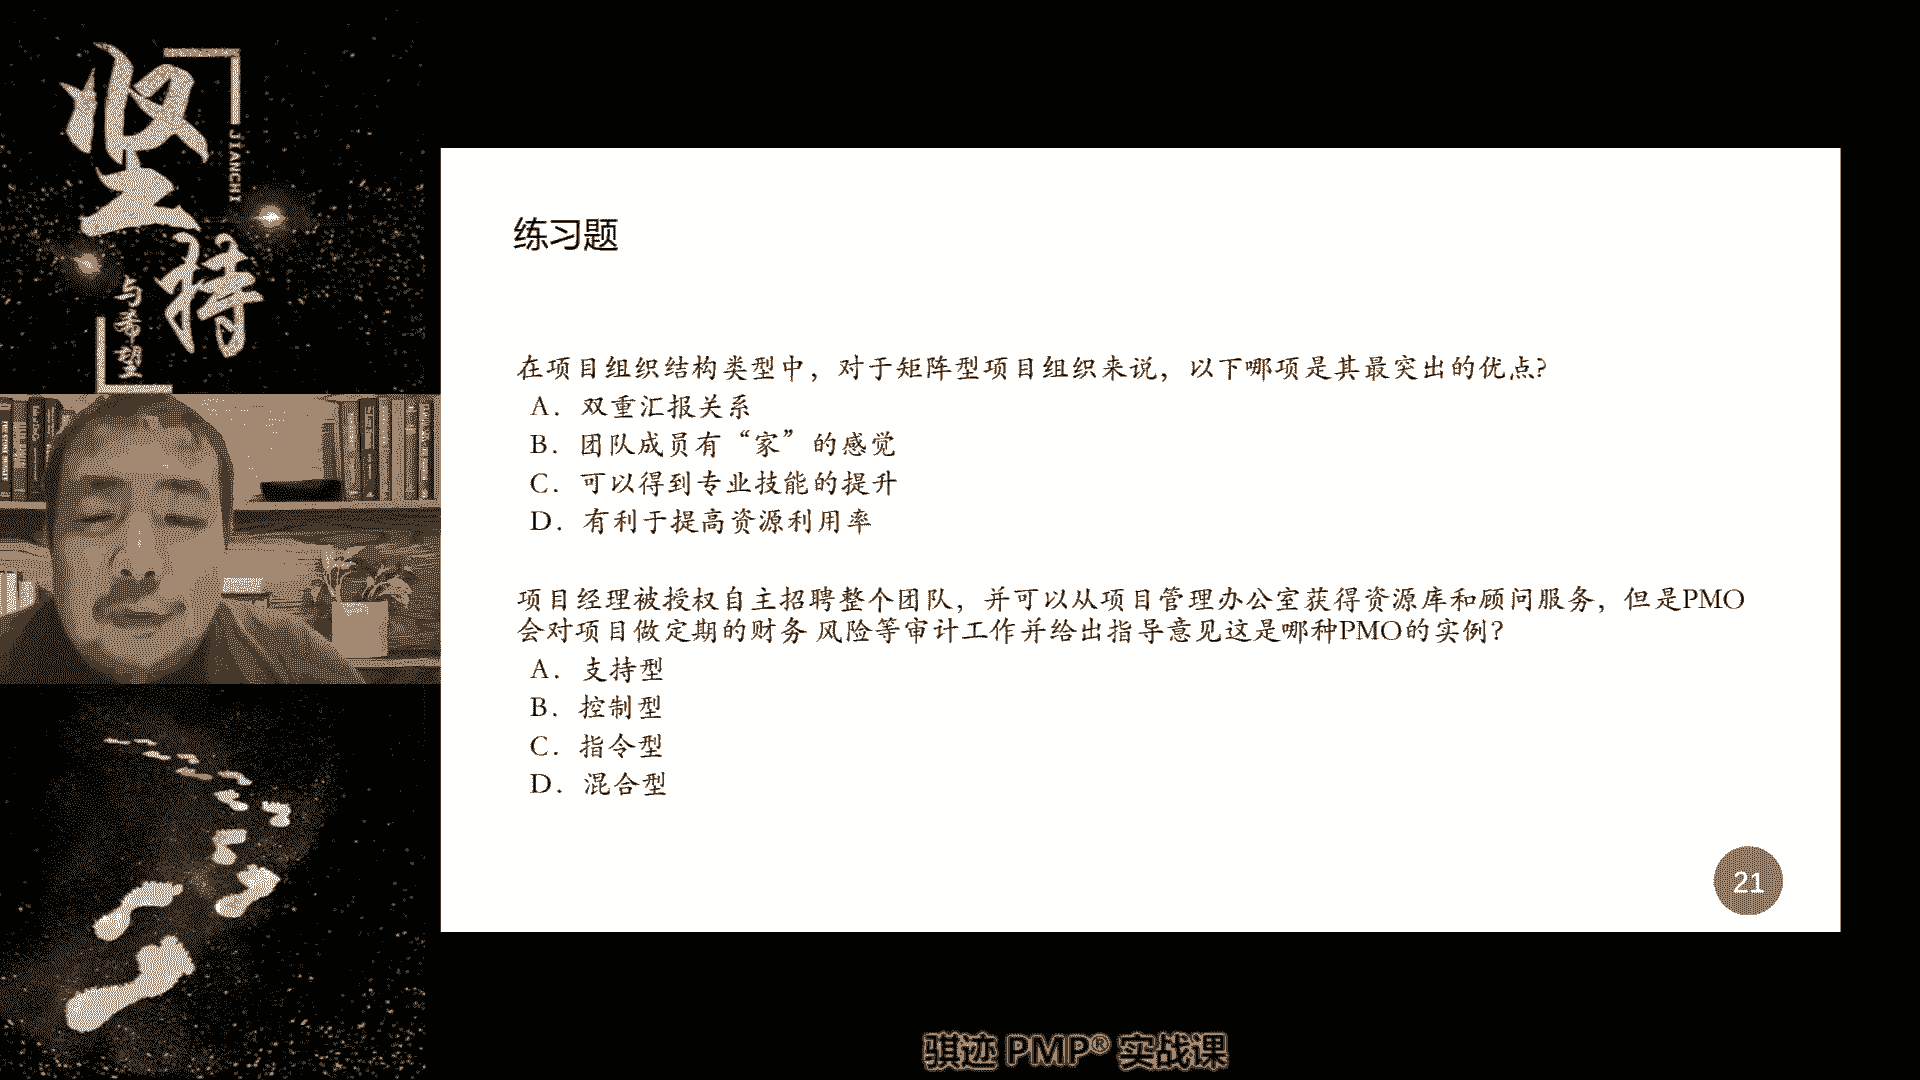 坚持
JIANCHI
与希望
练习题
在项目组织结构类型中，对于矩阵型项目组织来说，以下哪项是其最突出的优点?
A. 双重汇报关系
B. 团队成员有“家”的感觉
C. 可以得到专业技能的提升
D. 有利于提高资源利用率
项目经理被授权自主招聘整个团队，并可以从项目管理办公室获得资源库和顾问服务，但是PMO
会对项目做定期的财务 风险等审计工作并给出指导意见这是哪种PMO的实例?
A. 支持型
B. 控制型
C. 指令型
D. 混合型
21
骐迹 PMP® 实战课